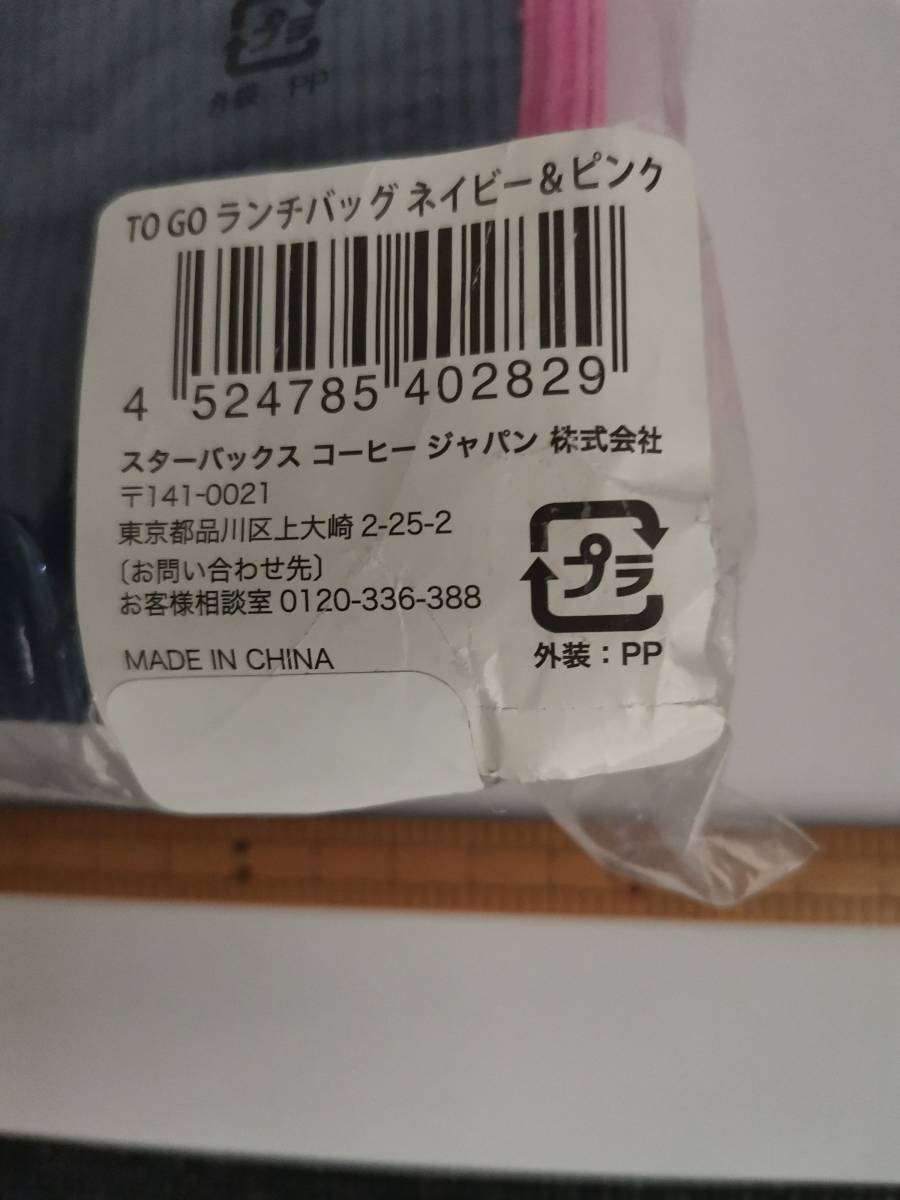 プラ
外装：PP
TO GO ランチバッグ ネイビー＆ピンク
4 524785 402829
スターバックス コーヒー ジャパン 株式会社
〒141-0021
東京都品川区上大崎 2-25-2
〔お問い合わせ先〕
お客様相談室 0120-336-388
プラ
MADE IN CHINA
外装：PP